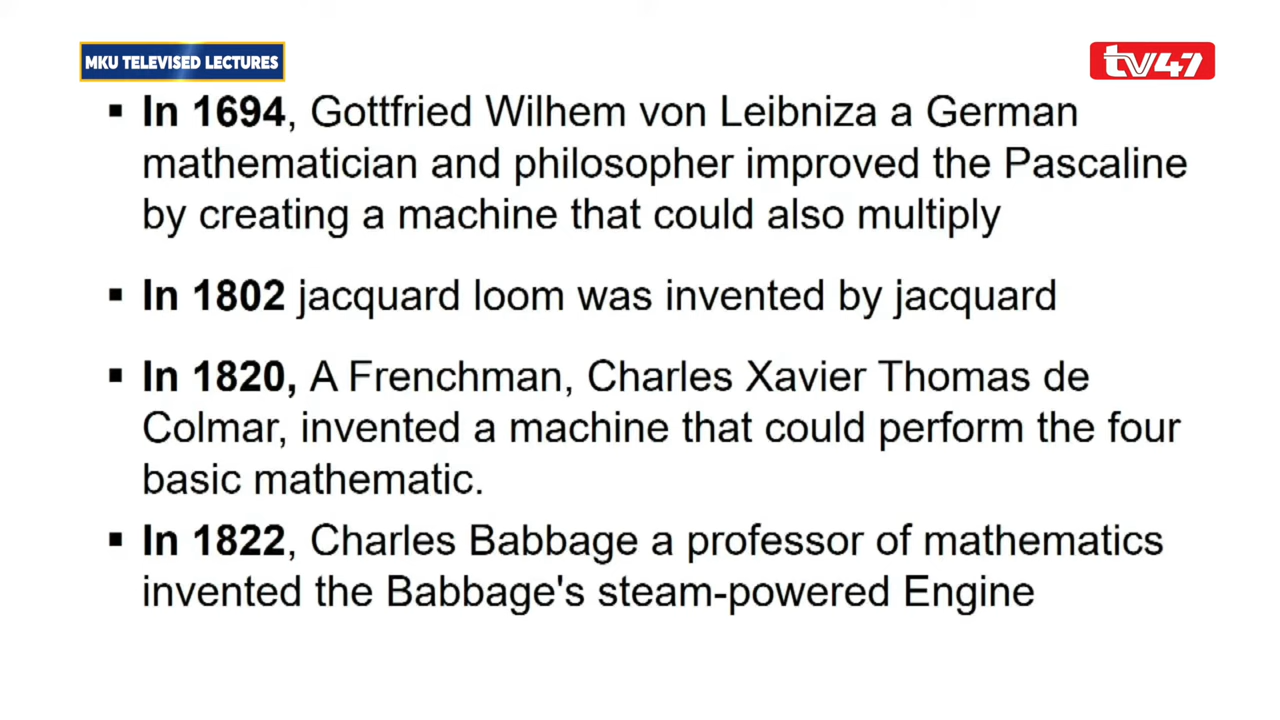 MKU TELEVISED LECTURES
tv47
▪ In 1694, Gottfried Wilhem von Leibniza a German
mathematician and philosopher improved the Pascaline
by creating a machine that could also multiply
▪ In 1802 jacquard loom was invented by jacquard
▪ In 1820, A Frenchman, Charles Xavier Thomas de
Colmar, invented a machine that could perform the four
basic mathematic.
▪ In 1822, Charles Babbage a professor of mathematics
invented the Babbage's steam-powered Engine